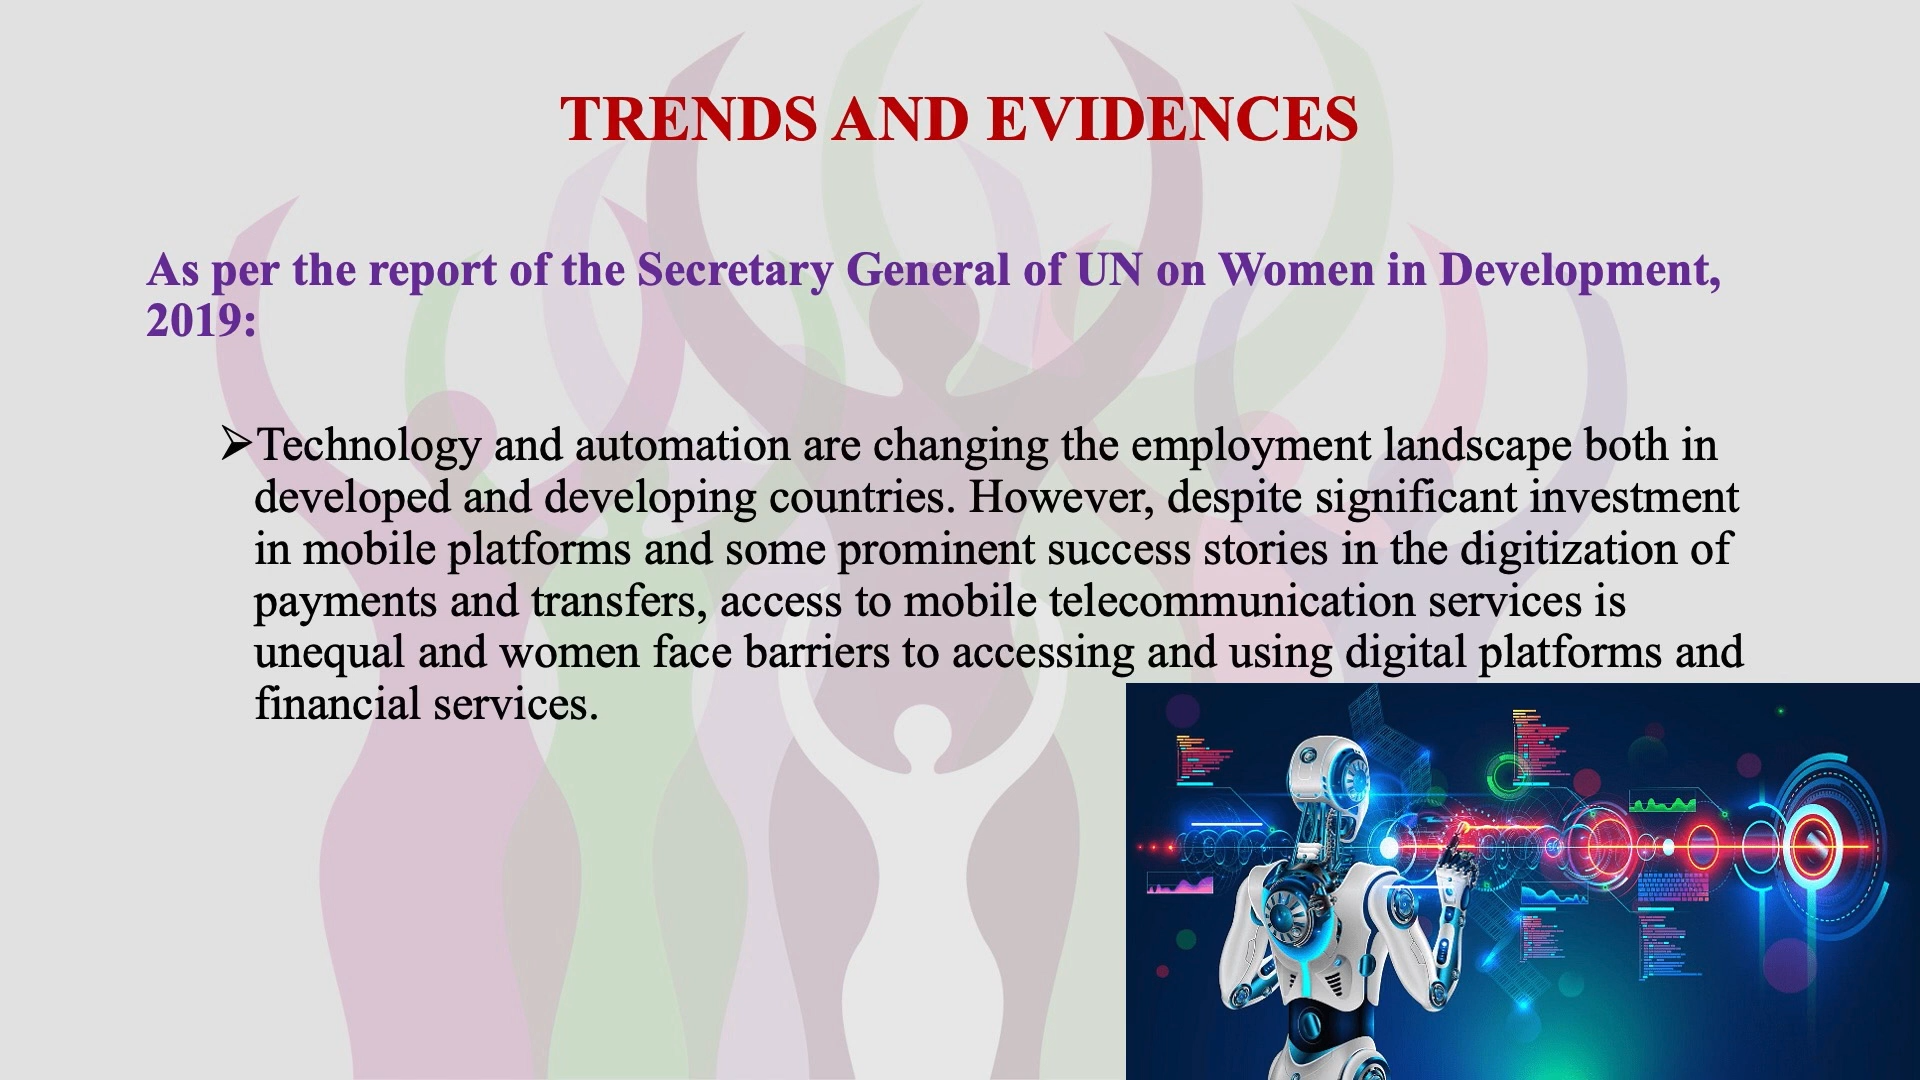 TRENDS AND EVIDENCES
As per the report of the Secretary General of UN on Women in Development,
2019:
➢Technology and automation are changing the employment landscape both in
developed and developing countries. However, despite significant investment
in mobile platforms and some prominent success stories in the digitization of
payments and transfers, access to mobile telecommunication services is
unequal and women face barriers to accessing and using digital platforms and
financial services.